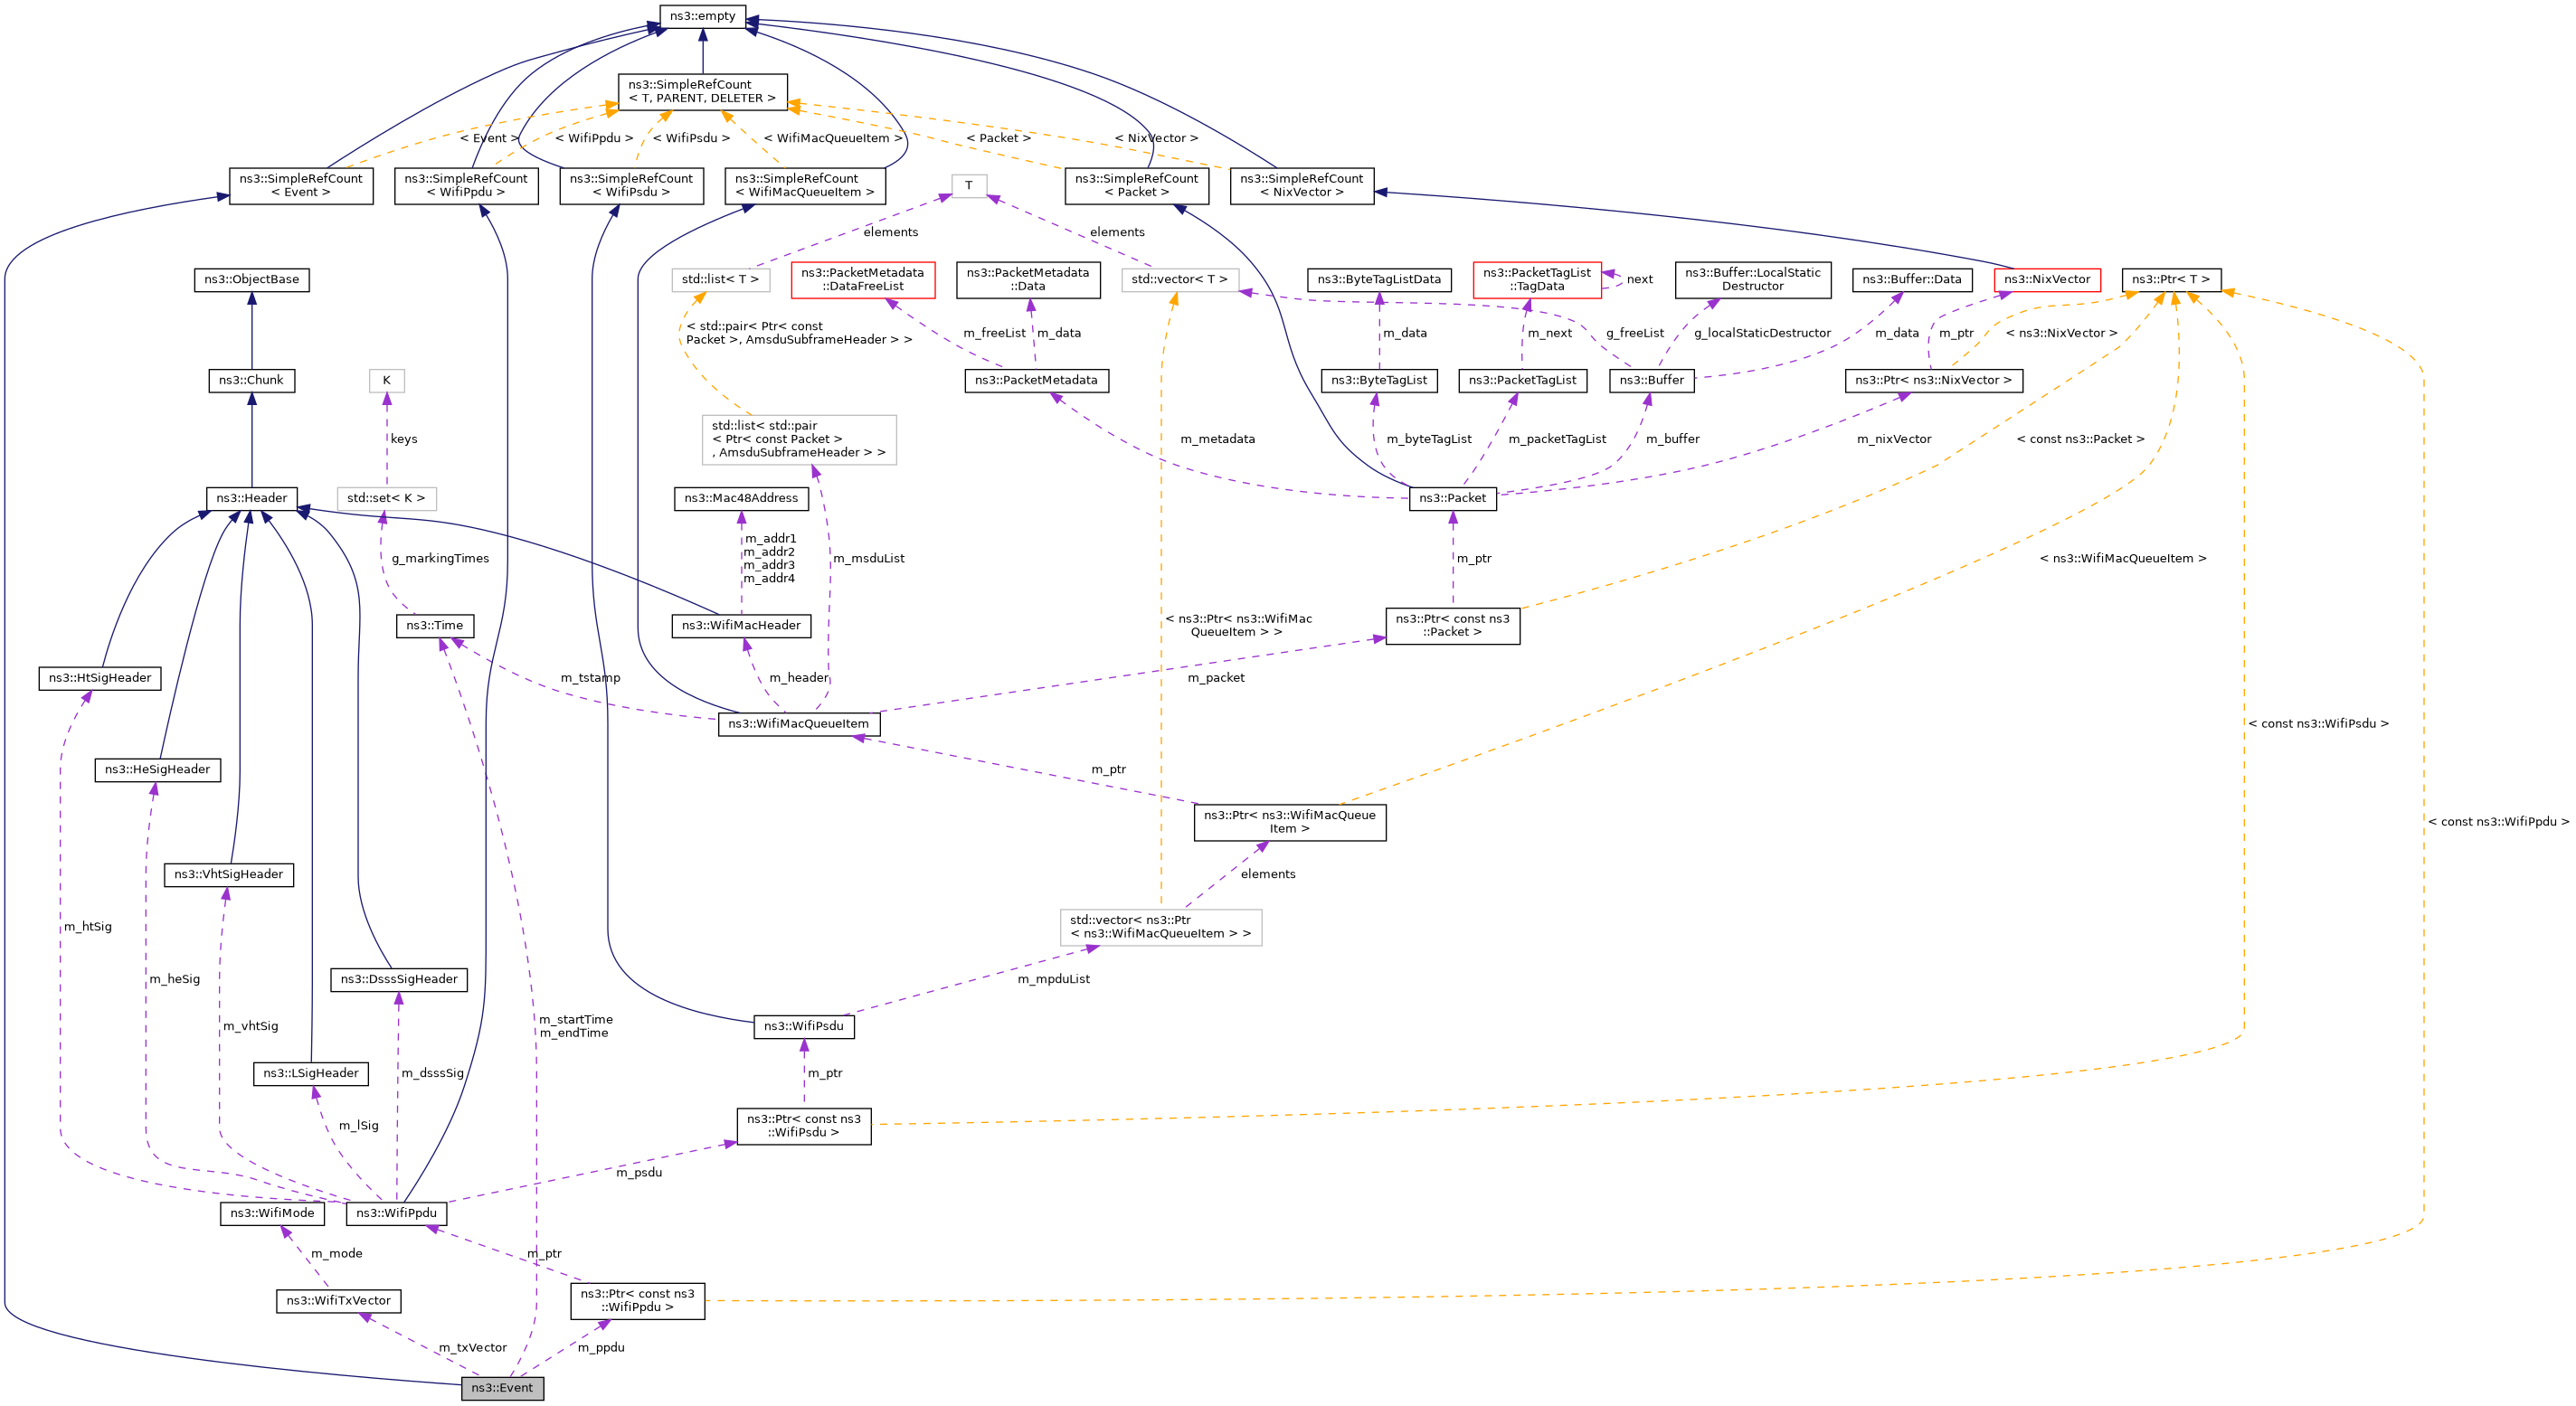 ns3::empty
ns3::SimpleRefCount
< T, PARENT, DELETER >
< Event >
< WifiPpdu >
< WifiPsdu >
< WifiMacQueueItem >
< Packet >
< NixVector >
ns3::SimpleRefCount
< Event >
ns3::SimpleRefCount
< WifiPpdu >
ns3::SimpleRefCount
< WifiPsdu >
ns3::SimpleRefCount
< WifiMacQueueItem >
T
ns3::SimpleRefCount
< Packet >
ns3::SimpleRefCount
< NixVector >
elements
elements
ns3::ObjectBase
std::list< T >
ns3::PacketMetadata
::DataFreeList
ns3::PacketMetadata
::Data
std::vector< T >
ns3::ByteTagListData
ns3::PacketTagList
::TagData
next
ns3::Buffer::LocalStatic
Destructor
ns3::Buffer::Data
ns3::NixVector
ns3::Ptr< T >
< std::pair< Ptr< const
Packet >, AmsduSubframeHeader > >
m_freeList
m_data
m_data
m_next
g_freeList
g_localStaticDestructor
m_data
m_ptr
< ns3::NixVector >
ns3::Chunk
K
ns3::PacketMetadata
ns3::ByteTagList
ns3::PacketTagList
ns3::Buffer
ns3::Ptr< ns3::NixVector >
keys
std::list< std::pair
< Ptr< const Packet >
, AmsduSubframeHeader > >
m_metadata
m_byteTagList
m_packetTagList
m_buffer
m_nixVector
< const ns3::Packet >
ns3::Header
std::set< K >
ns3::Mac48Address
ns3::Packet
g_markingTimes
m_addr1
m_addr2
m_addr3
m_addr4
m_msduList
m_ptr
< ns3::WifiMacQueueItem >
ns3::Time
ns3::WifiMacHeader
< ns3::Ptr< ns3::WifiMac
QueueItem > >
ns3::Ptr< const ns3
::Packet >
ns3::HtSigHeader
m_tstamp
m_header
m_packet
ns3::WifiMacQueueItem
< const ns3::WifiPsdu >
ns3::HeSigHeader
m_ptr
ns3::Ptr< ns3::WifiMacQueue
Item >
< const ns3::WifiPpdu >
ns3::VhtSigHeader
elements
m_htSig
std::vector< ns3::Ptr
< ns3::WifiMacQueueItem > >
m_heSig
ns3::DsssSigHeader
m_mpduList
m_vhtSig
m_startTime
m_endTime
ns3::WifiPsdu
ns3::LSigHeader
m_dsssSig
m_ptr
m_lSig
ns3::Ptr< const ns3
::WifiPsdu >
m_psdu
ns3::WifiMode
ns3::WifiPpdu
m_mode
m_ptr
ns3::WifiTxVector
ns3::Ptr< const ns3
::WifiPpdu >
m_txVector
m_ppdu
ns3::Event